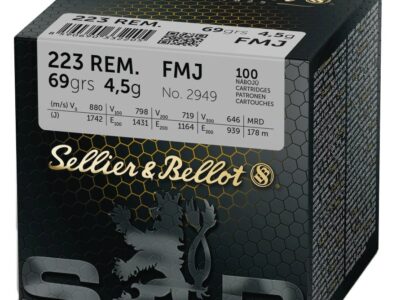 223 REM.
69grs 4,5g
FMJ
223 REM.
69grs 4,5g
FMJ
No. 2949
100
NÁBOJŮ
CARTRIDGES
PATRONEN
CARTOUCHES
(m/s) V0 880 V100 798 V200 719 V300 646 MRD
(J) E0 1742 E100 1431 E200 1164 E300 939 178 m
Sellier & Bellot
S&B